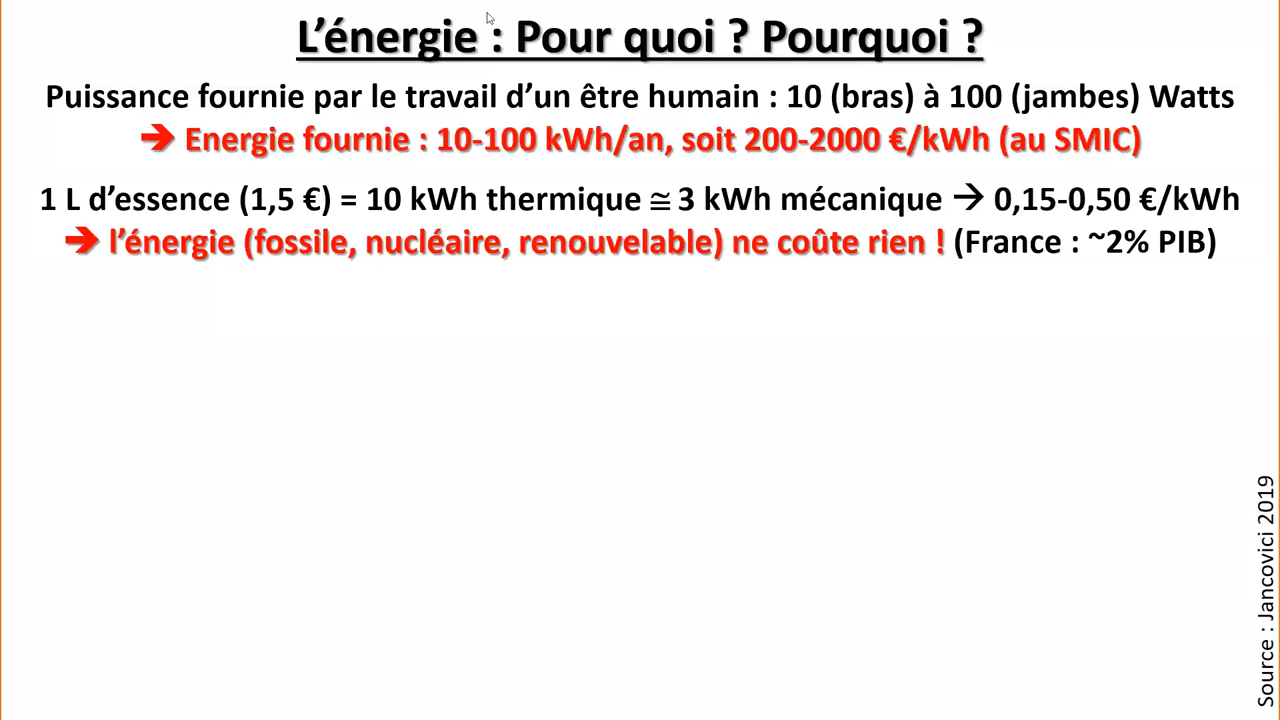 L’énergie : Pour quoi ? Pourquoi ?
Puissance fournie par le travail d’un être humain : 10 (bras) à 100 (jambes) Watts
➔ Energie fournie : 10-100 kWh/an, soit 200-2000 €/kWh (au SMIC)
1 L d’essence (1,5 €) = 10 kWh thermique ≅ 3 kWh mécanique → 0,15-0,50 €/kWh
➔ l’énergie (fossile, nucléaire, renouvelable) ne coûte rien ! (France : ~2% PIB)
Source : Jancovici 2019